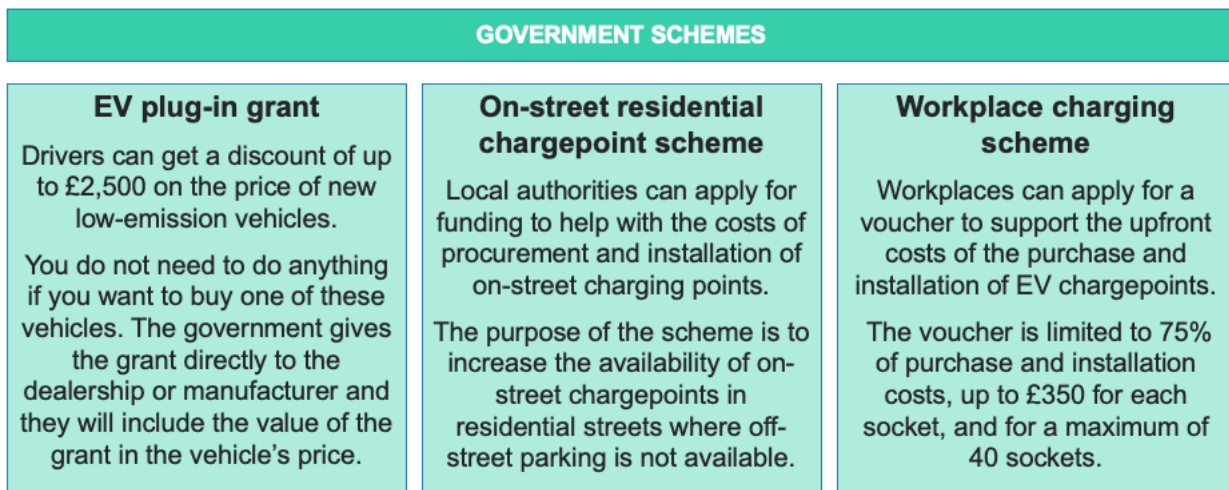 GOVERNMENT SCHEMES
EV plug-in grant
Drivers can get a discount of up
to £2,500 on the price of new
low-emission vehicles.
You do not need to do anything
if you want to buy one of these
vehicles. The government gives
the grant directly to the
dealership or manufacturer and
they will include the value of the
grant in the vehicle's price.
On-street residential
chargepoint scheme
Local authorities can apply for
funding to help with the costs of
procurement and installation of
on-street charging points.
The purpose of the scheme is to
increase the availability of on-
street chargepoints in
residential streets where off-
street parking is not available.
Workplace charging
scheme
Workplaces can apply for a
voucher to support the upfront
costs of the purchase and
installation of EV chargepoints.
The voucher is limited to 75%
of purchase and installation
costs, up to £350 for each
socket, and for a maximum of
40 sockets.